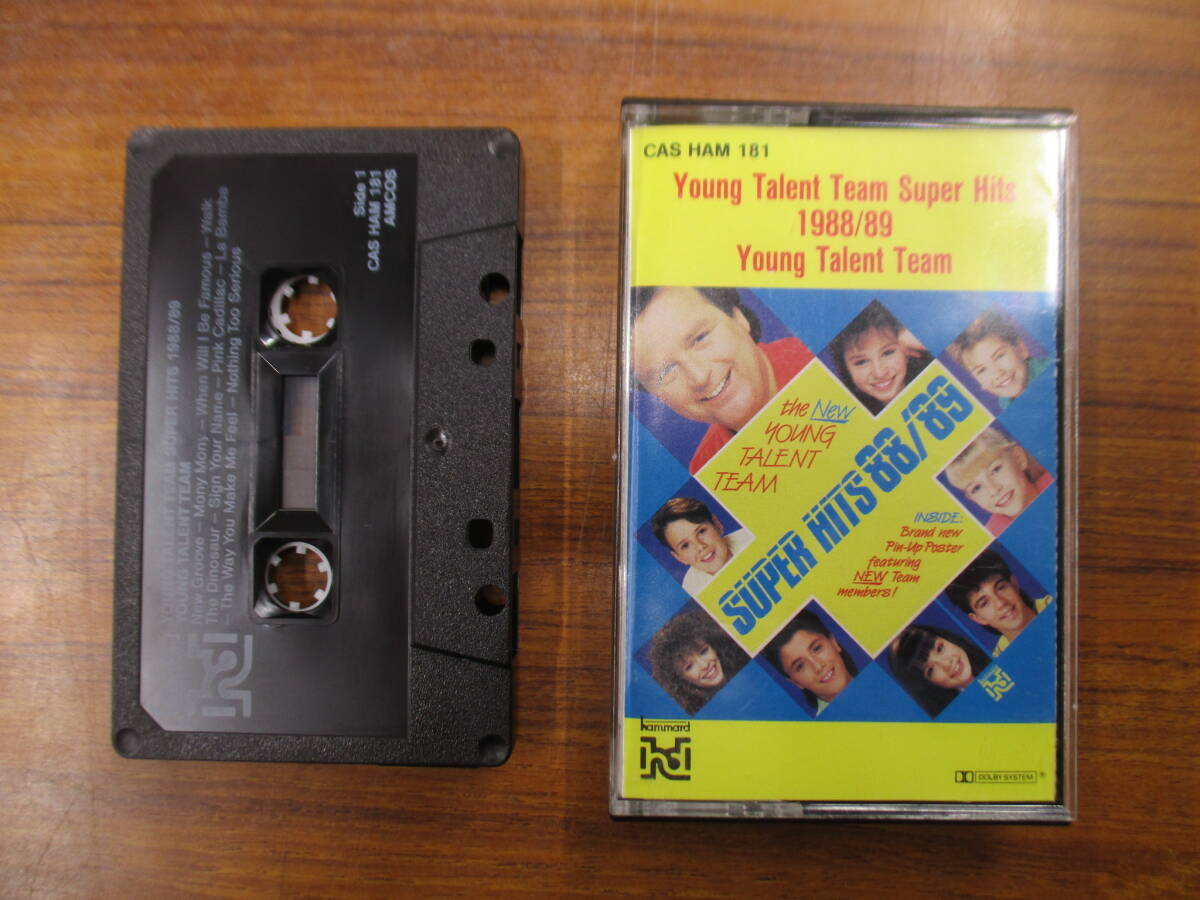 YOUNG TALENT TEAM SUPER HITS 1988/89
YOUNG TALENT TEAM
New Sensation – Mony Mony – When Will I Be Famous – Walk
The Dinosaur – Sign Your Name – Pink Cadillac – La Bamba
– The Way You Make Me Feel – Nothing Too Serious
Side 1
CAS HAM 181
AMCOS
CAS HAM 181
Young Talent Team Super Hits
1988/89
Young Talent Team
the New
YOUNG
TALENT
TEAM
SUPER HITS 88/89
INSIDE:
Brand new
Pin-Up Poster
featuring
NEW Team
members!
hammard
DOLBY SYSTEM ®